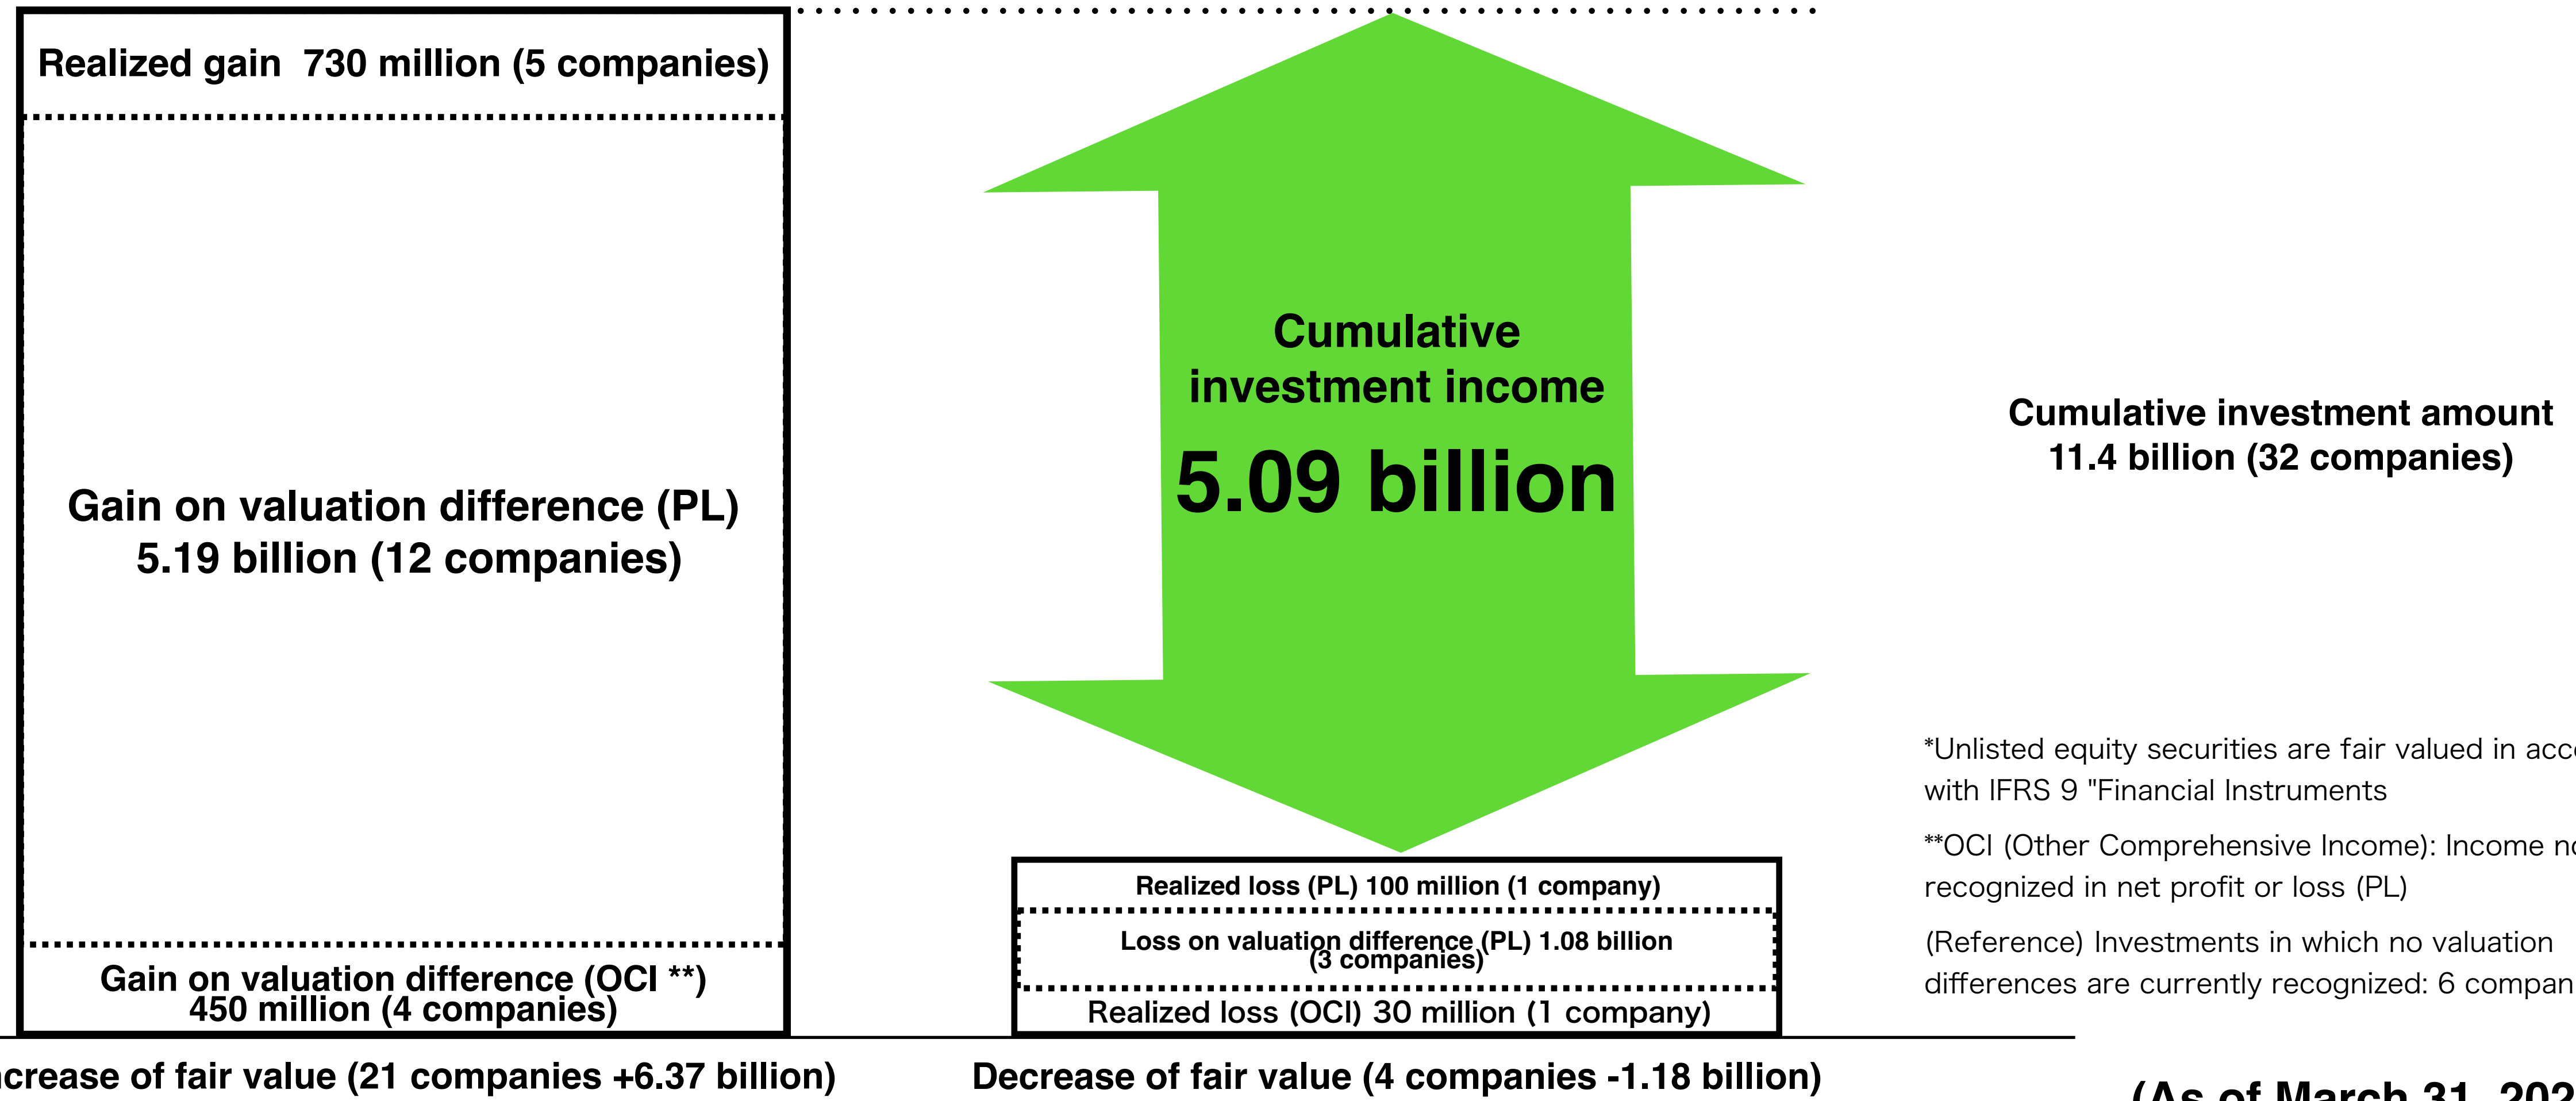 Realized gain 730 million (5 companies)
Gain on valuation difference (PL)
5.19 billion (12 companies)
Gain on valuation difference (OCI **)
450 million (4 companies)
Cumulative
investment income
5.09 billion
Realized loss (PL) 100 million (1 company)
Loss on valuation difference (PL) 1.08 billion
(3 companies)
Realized loss (OCI) 30 million (1 company)
of fair value (21 companies +6.37 billion)
Decrease of fair value (4 companies -1.18 billion)
Cumulative investment amount
11.4 billion (32 companies)
*Unlisted equity securities are fair valued in
with IFRS 9 "Financial Instruments
**OCI (Other Comprehensive Income): Income
recognized in net profit or loss (PL)
(Reference) Investments in which no valuation
differences are currently recognized: 6
(As of March 31,